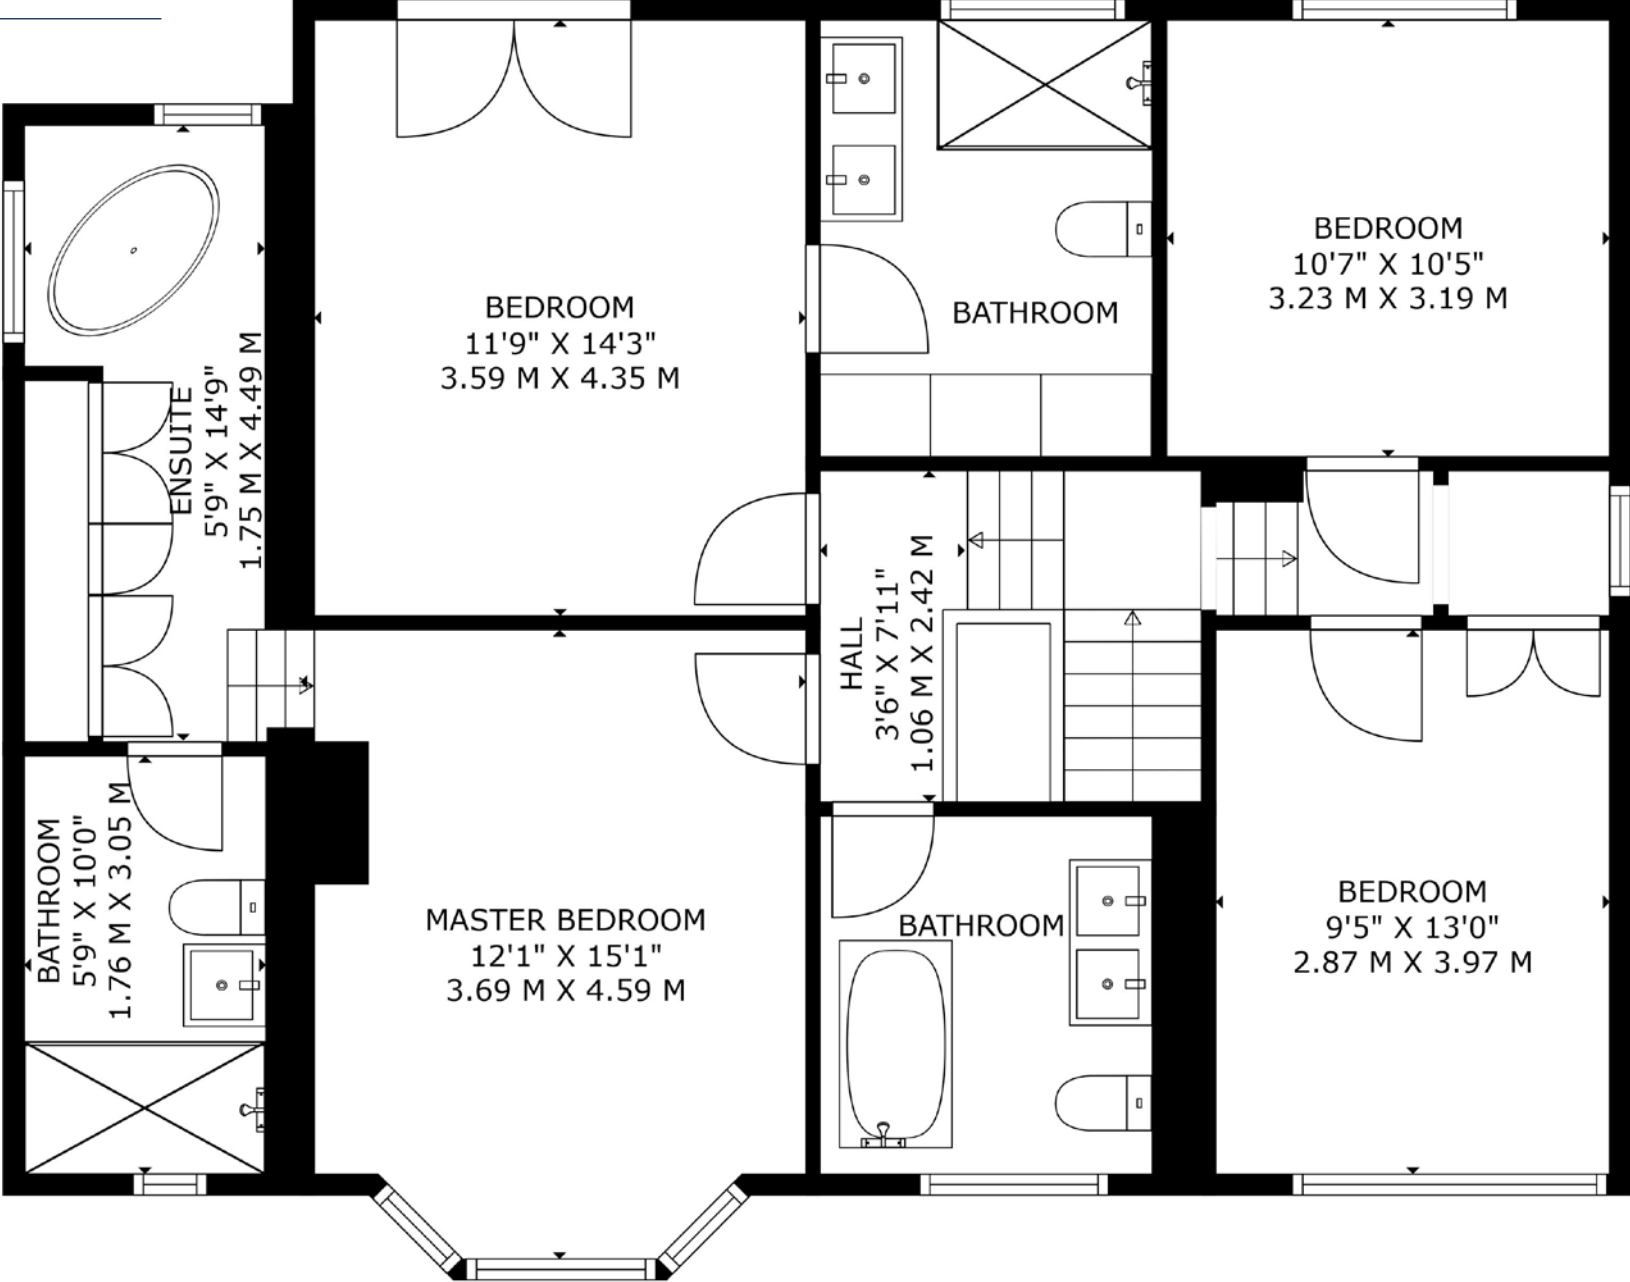 BEDROOM
11'9" X 14'3"
3.59 M X 4.35 M
BATHROOM
BEDROOM
10'7" X 10'5"
3.23 M X 3.19 M
ENSUITE
5'9" X 14'9"
1.75 M X 4.49 M
HALL
3'6" X 7'11"
1.06 M X 2.42 M
BATHROOM
5'9" X 10'0"
1.76 M X 3.05 M
MASTER BEDROOM
12'1" X 15'1"
3.69 M X 4.59 M
BATHROOM
BEDROOM
9'5" X 13'0"
2.87 M X 3.97 M